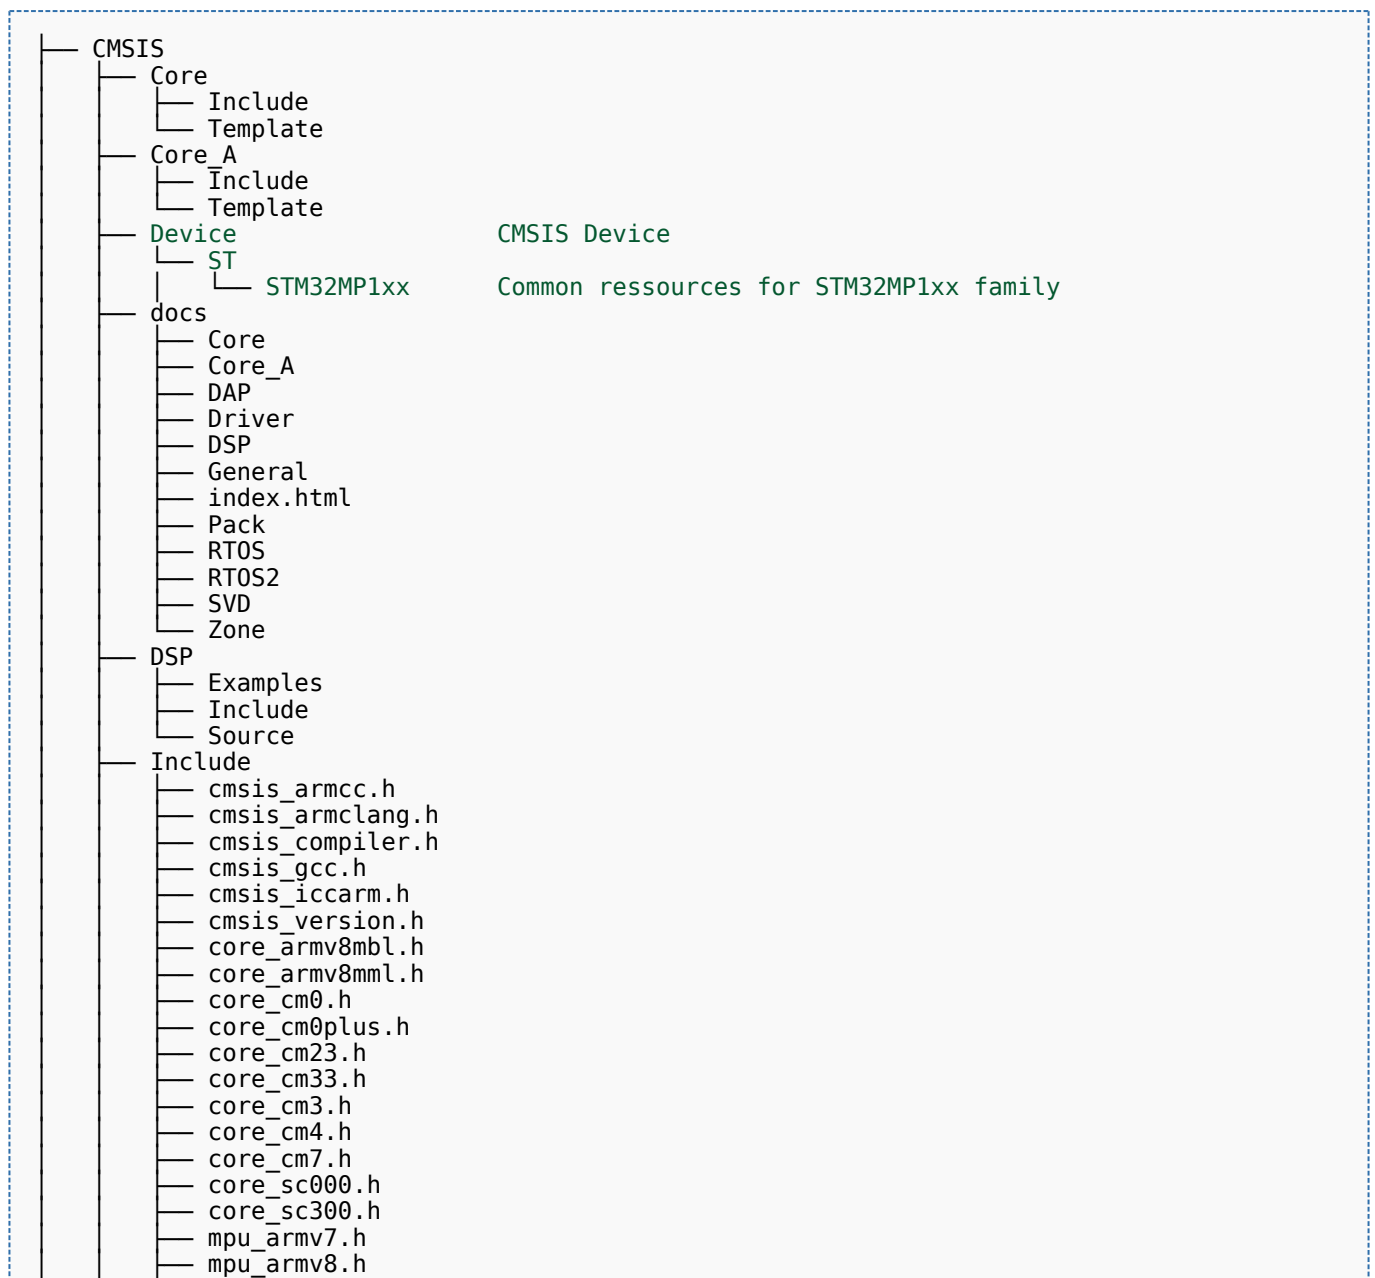 ├── CMSIS
│   ├── Core
│   │   ├── Include
│   │   └── Template
│   ├── Core_A
│   │   ├── Include
│   │   └── Template
│   ├── Device                  CMSIS Device
│   │   └── ST
│   │   │   └── STM32MP1xx      Common ressources for STM32MP1xx family
│   ├── docs
│   │   ├── Core
│   │   ├── Core_A
│   │   ├── DAP
│   │   ├── Driver
│   │   ├── DSP
│   │   ├── General
│   │   ├── index.html
│   │   ├── Pack
│   │   ├── RTOS
│   │   ├── RTOS2
│   │   ├── SVD
│   │   └── Zone
│   ├── DSP
│   │   ├── Examples
│   │   ├── Include
│   │   └── Source
│   ├── Include
│   │   ├── cmsis_armcc.h
│   │   ├── cmsis_armclang.h
│   │   ├── cmsis_compiler.h
│   │   ├── cmsis_gcc.h
│   │   ├── cmsis_iccarm.h
│   │   ├── cmsis_version.h
│   │   ├── core_armv8mbl.h
│   │   ├── core_armv8mml.h
│   │   ├── core_cm0.h
│   │   ├── core_cm0plus.h
│   │   ├── core_cm23.h
│   │   ├── core_cm33.h
│   │   ├── core_cm3.h
│   │   ├── core_cm4.h
│   │   ├── core_cm7.h
│   │   ├── core_sc000.h
│   │   ├── core_sc300.h
│   │   ├── mpu_armv7.h
│   │   ├── mpu_armv8.h